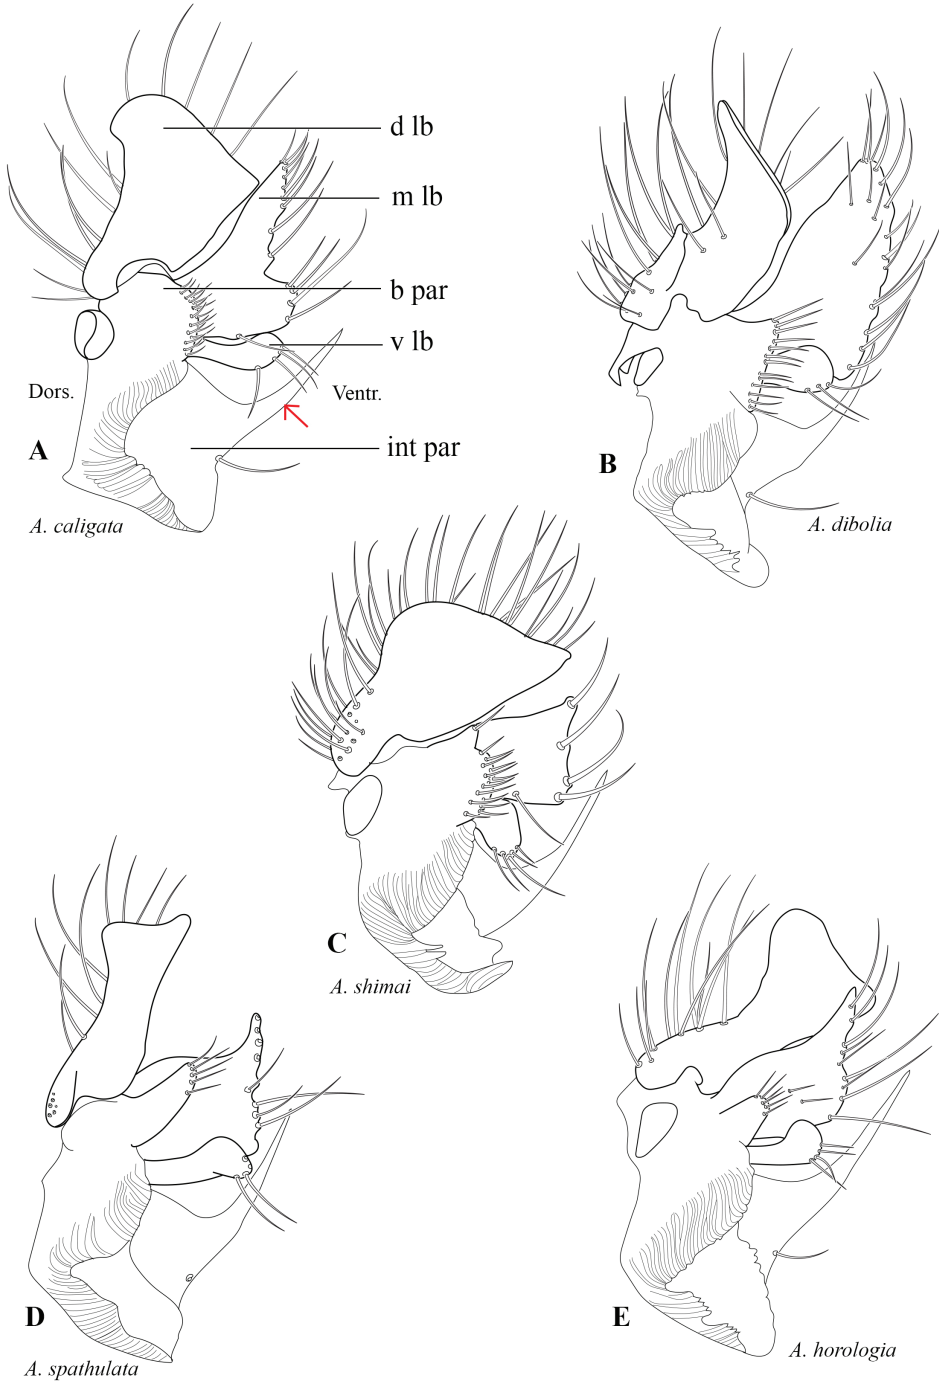 d lb
m lb
b par
v lb
Dors.
Ventr.
int par
A
A. caligata
B
A. dibolia
C
A. shimai
D
A. spathulata
E
A. horologia